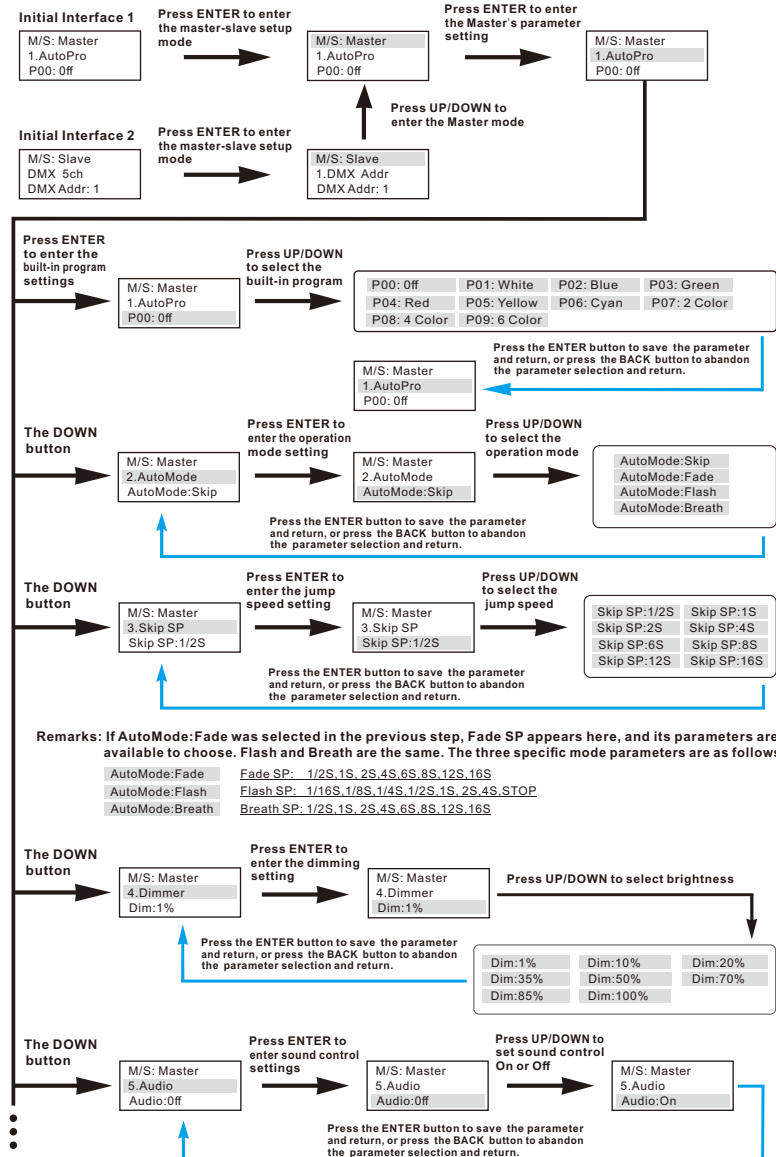 Initial Interface 1
M/S: Master
1.AutoPro
P00: 0ff
Press ENTER to enter
the master-slave setup
mode
M/S: Master
1.AutoPro
P00: 0ff
Press ENTER to enter
the Master's parameter
setting
M/S: Master
1.AutoPro
P00: 0ff
Press UP/DOWN to
enter the Master mode
Initial Interface 2
M/S: Slave
DMX 5ch
DMX Addr: 1
Press ENTER to enter
the master-slave setup
mode
M/S: Slave
1.DMX Addr
DMX Addr: 1
Press ENTER
to enter the
built-in program
settings
M/S: Master
1.AutoPro
P00: 0ff
Press UP/DOWN
to select the
built-in program
P00: 0ff P01: White P02: Blue P03: Green
P04: Red P05: Yellow P06: Cyan P07: 2 Color
P08: 4 Color P09: 6 Color
Press the ENTER button to save the parameter
and return, or press the BACK button to abandon
the parameter selection and return.
M/S: Master
1.AutoPro
P00: 0ff
The DOWN
button
M/S: Master
2.AutoMode
AutoMode:Skip
Press ENTER to
enter the operation
mode setting
M/S: Master
2.AutoMode
AutoMode:Skip
Press UP/DOWN
to select the
operation mode
AutoMode:Skip
AutoMode:Fade
AutoMode:Flash
AutoMode:Breath
Press the ENTER button to save the parameter
and return, or press the BACK button to abandon
the parameter selection and return.
The DOWN
button
M/S: Master
3.Skip SP
Skip SP:1/2S
Press ENTER to
enter the jump
speed setting
M/S: Master
3.Skip SP
Skip SP:1/2S
Press UP/DOWN
to select the
jump speed
Skip SP:1/2S Skip SP:1S
Skip SP:2S Skip SP:4S
Skip SP:6S Skip SP:8S
Skip SP:12S Skip SP:16S
Press the ENTER button to save the parameter
and return, or press the BACK button to abandon
the parameter selection and return.
Remarks: If AutoMode:Fade was selected in the previous step, Fade SP appears here, and its parameters are
available to choose. Flash and Breath are the same. The three specific mode parameters are as follows
AutoMode:Fade Fade SP: 1/2S,1S, 2S,4S,6S,8S,12S,16S
AutoMode:Flash Flash SP: 1/16S,1/8S,1/4S,1/2S,1S, 2S,4S,STOP
AutoMode:Breath Breath SP: 1/2S,1S, 2S,4S,6S,8S,12S,16S
The DOWN
button
M/S: Master
4.Dimmer
Dim:1%
Press ENTER to
enter the dimming
setting
M/S: Master
4.Dimmer
Dim:1%
Press UP/DOWN to select brightness
Dim:1% Dim:10% Dim:20%
Dim:35% Dim:50% Dim:70%
Dim:85% Dim:100%
Press the ENTER button to save the parameter
and return, or press the BACK button to abandon
the parameter selection and return.
The DOWN
button
M/S: Master
5.Audio
Audio:0ff
Press ENTER to
enter sound control
settings
M/S: Master
5.Audio
Audio:0ff
Press UP/DOWN to
set sound control
On or Off
M/S: Master
5.Audio
Audio:On
Press the ENTER button to save the parameter
and return, or press the BACK button to abandon
the parameter selection and return.